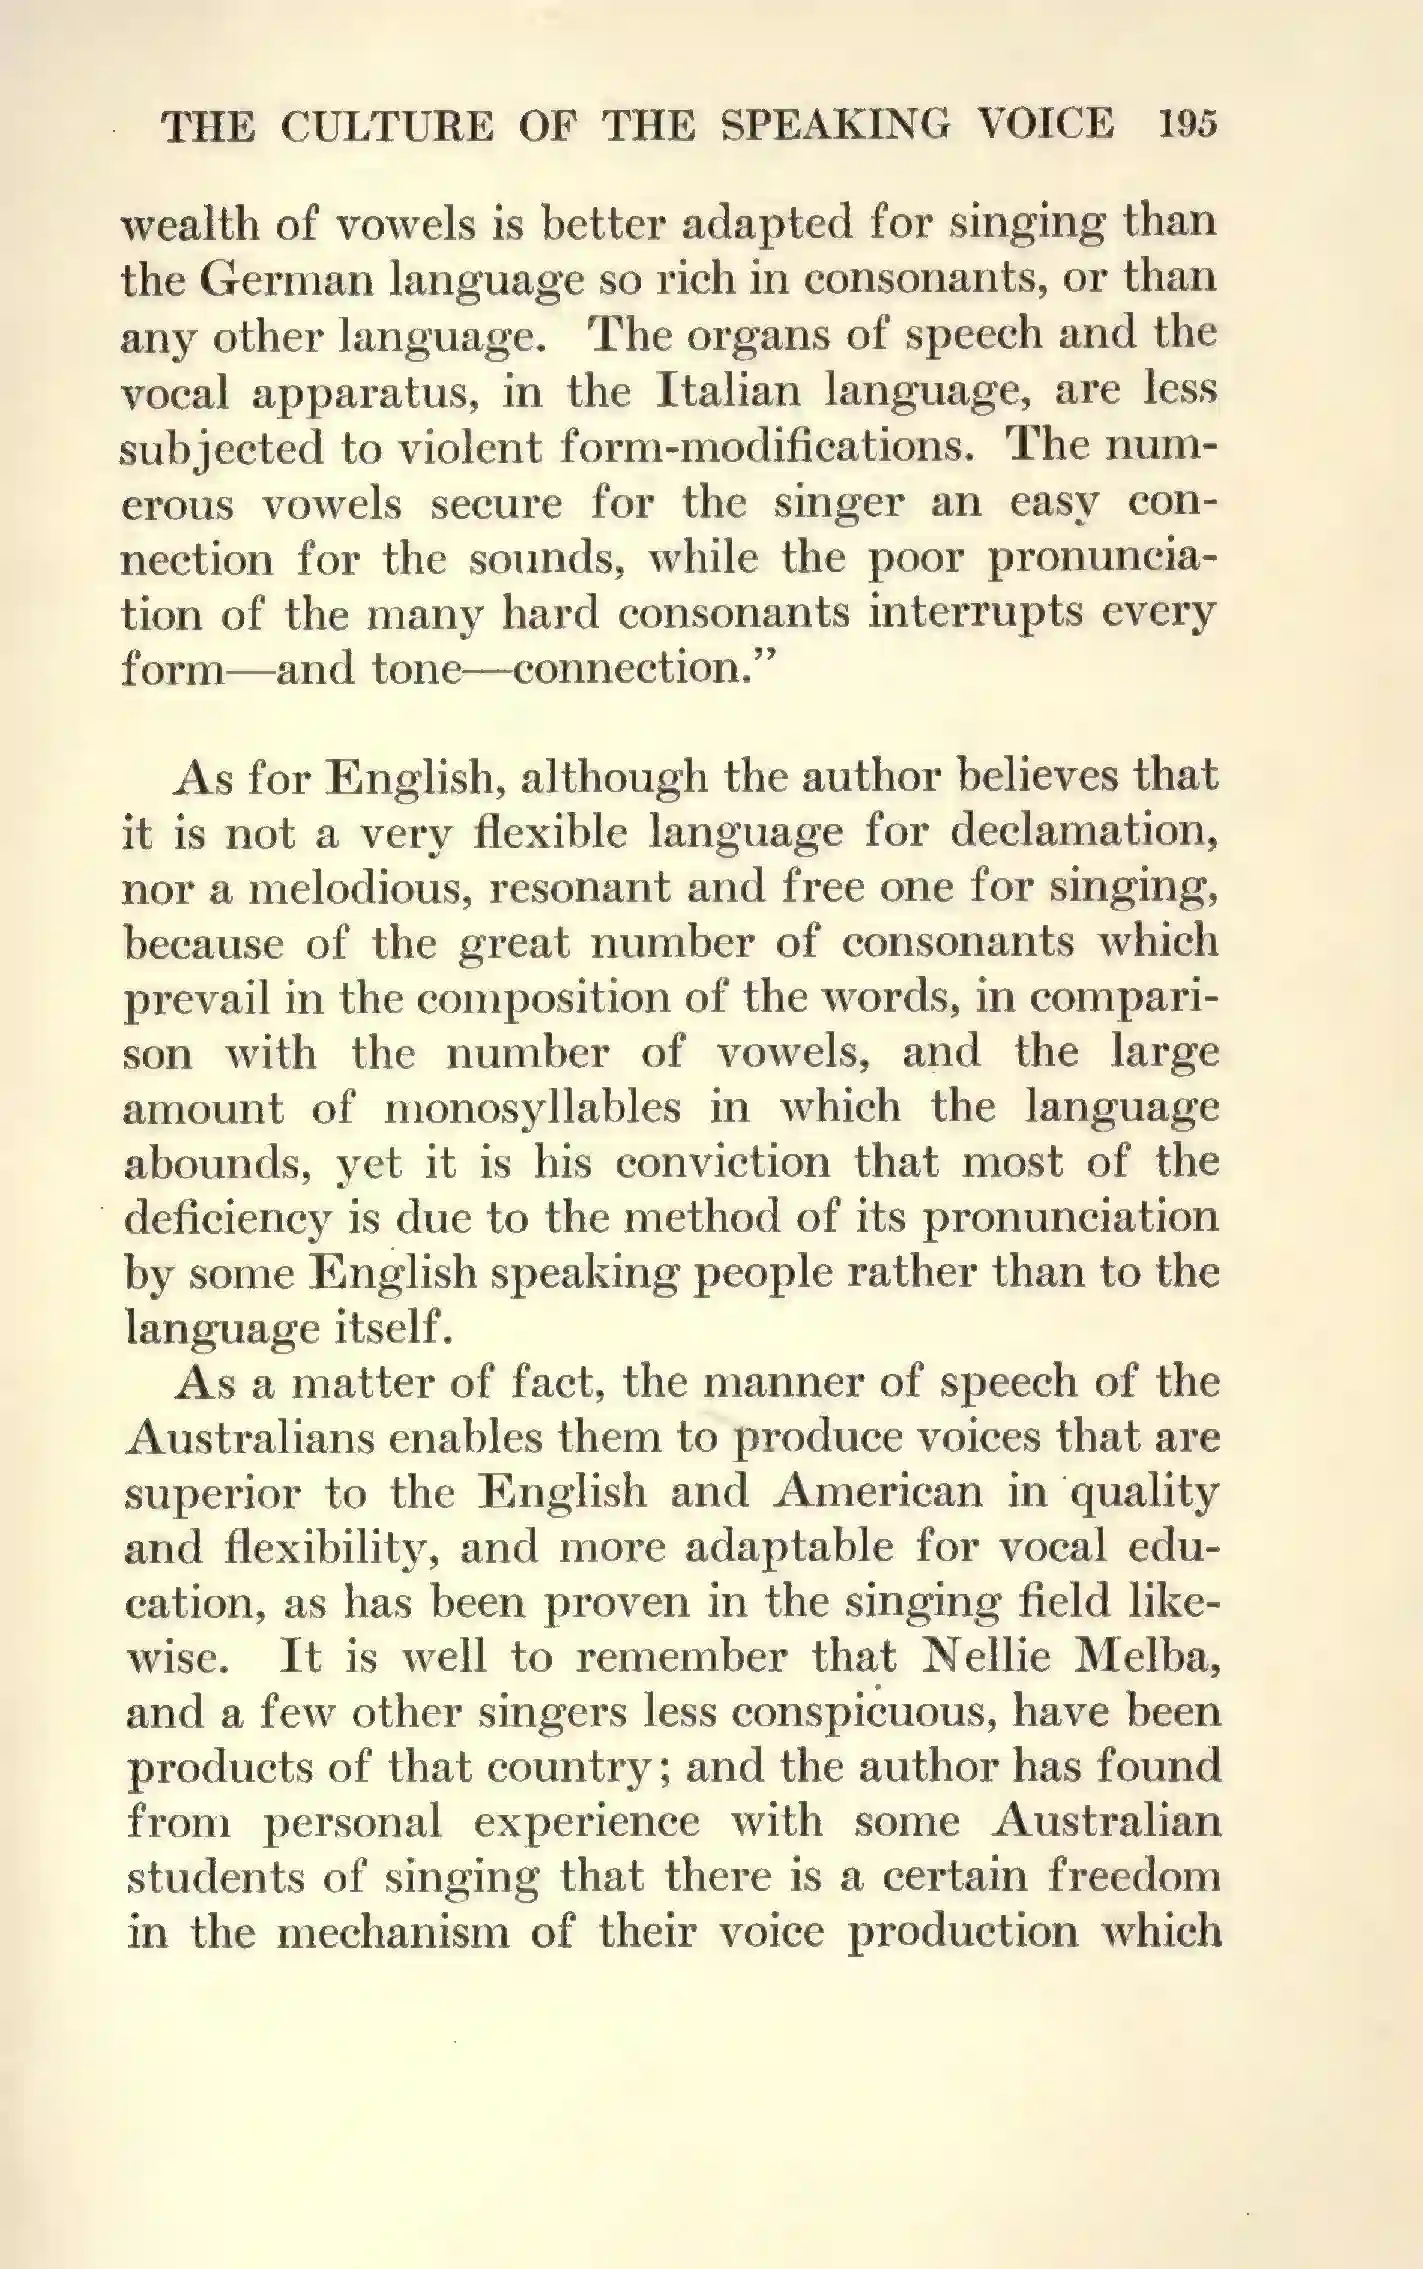 THE CULTURE OF THE SPEAKING VOICE 195
wealth of vowels is better adapted for singing than
the German language so rich in consonants, or than
any other language. The organs of speech and the
vocal apparatus, in the Italian language, are less
subjected to violent form-modifications. The num-
erous vowels secure for the singer an easy con-
nection for the sounds, while the poor pronuncia-
tion of the many hard consonants interrupts every
form—and tone—connection.”
As for English, although the author believes that
it is not a very flexible language for declamation,
nor a melodious, resonant and free one for singing,
because of the great number of consonants which
prevail in the composition of the words, in compari-
son with the number of vowels, and the large
amount of monosyllables in which the language
abounds, yet it is his conviction that most of the
deficiency is due to the method of its pronunciation
by some English speaking people rather than to the
language itself.
As a matter of fact, the manner of speech of the
Australians enables them to produce voices that are
superior to the English and American in quality
and flexibility, and more adaptable for vocal edu-
cation, as has been proven in the singing field like-
wise. It is well to remember that Nellie Melba,
and a few other singers less conspicuous, have been
products of that country; and the author has found
from personal experience with some Australian
students of singing that there is a certain freedom
in the mechanism of their voice production which